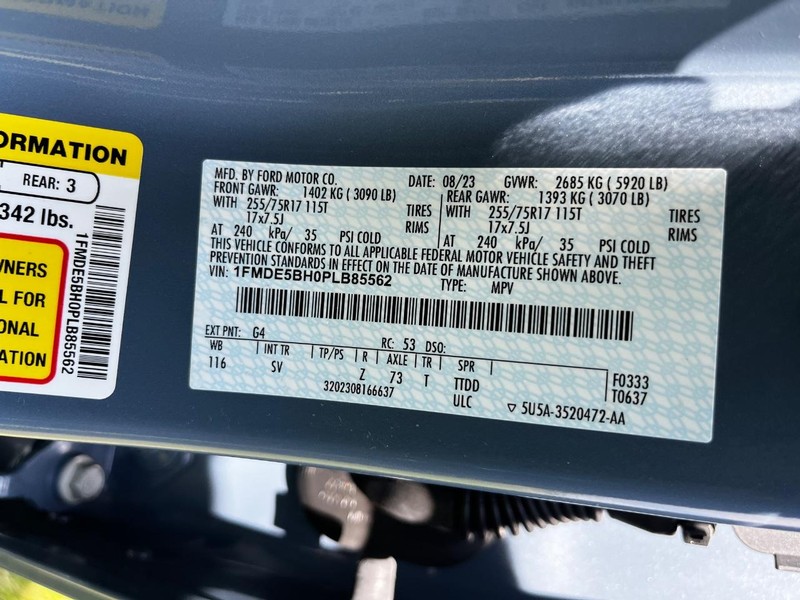 ORMATION
REAR: 3
342 lbs.
WNERS
L FOR
ONAL
ATION
1FMDE5BH0PLB85562
MFD. BY FORD MOTOR CO.
DATE: 08/23 GVWR: 2685 KG ( 5920 LB)
FRONT GAWR: 1402 KG ( 3090 LB)
WITH 255/75R17 115T TIRES
17x7.5J RIMS
AT 240 kPa/ 35 PSI COLD
REAR GAWR: 1393 KG ( 3070 LB)
WITH 255/75R17 115T TIRES
17x7.5J RIMS
AT 240 kPa/ 35 PSI COLD
THIS VEHICLE CONFORMS TO ALL APPLICABLE FEDERAL MOTOR VEHICLE SAFETY AND THEFT
PREVENTION STANDARDS IN EFFECT ON THE DATE OF MANUFACTURE SHOWN ABOVE.
VIN: 1FMDE5BH0PLB85562 TYPE: MPV
EXT PNT: G4 RC: 53 DSO:
WB INT TR TP/PS R AXLE TR SPR
116 SV Z 73 T TTDD
ULC
F0333
T0637
3202308166637
▽ 5U5A-3520472-AA